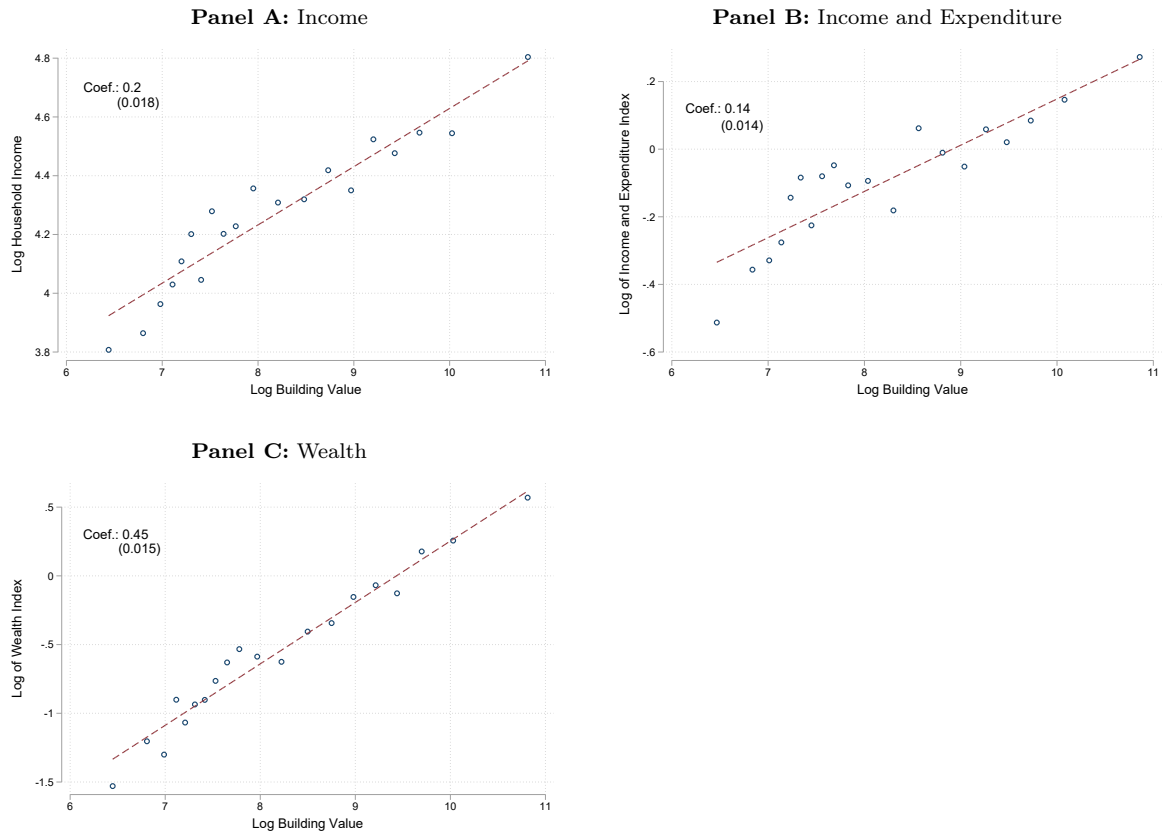 Panel A: Income
Log Household Income
4.8
4.6
4.4
4.2
4
3.8
Coef.: 0.2
(0.018)
6 7 8 9 10 11
Log Building Value
Panel B: Income and Expenditure
Log of Income and Expenditure Index
.2
0
-.2
-.4
-.6
Coef.: 0.14
(0.014)
6 7 8 9 10 11
Log Building Value
Panel C: Wealth
Log of Wealth Index
.5
0
-.5
-1
-1.5
Coef.: 0.45
(0.015)
6 7 8 9 10 11
Log Building Value